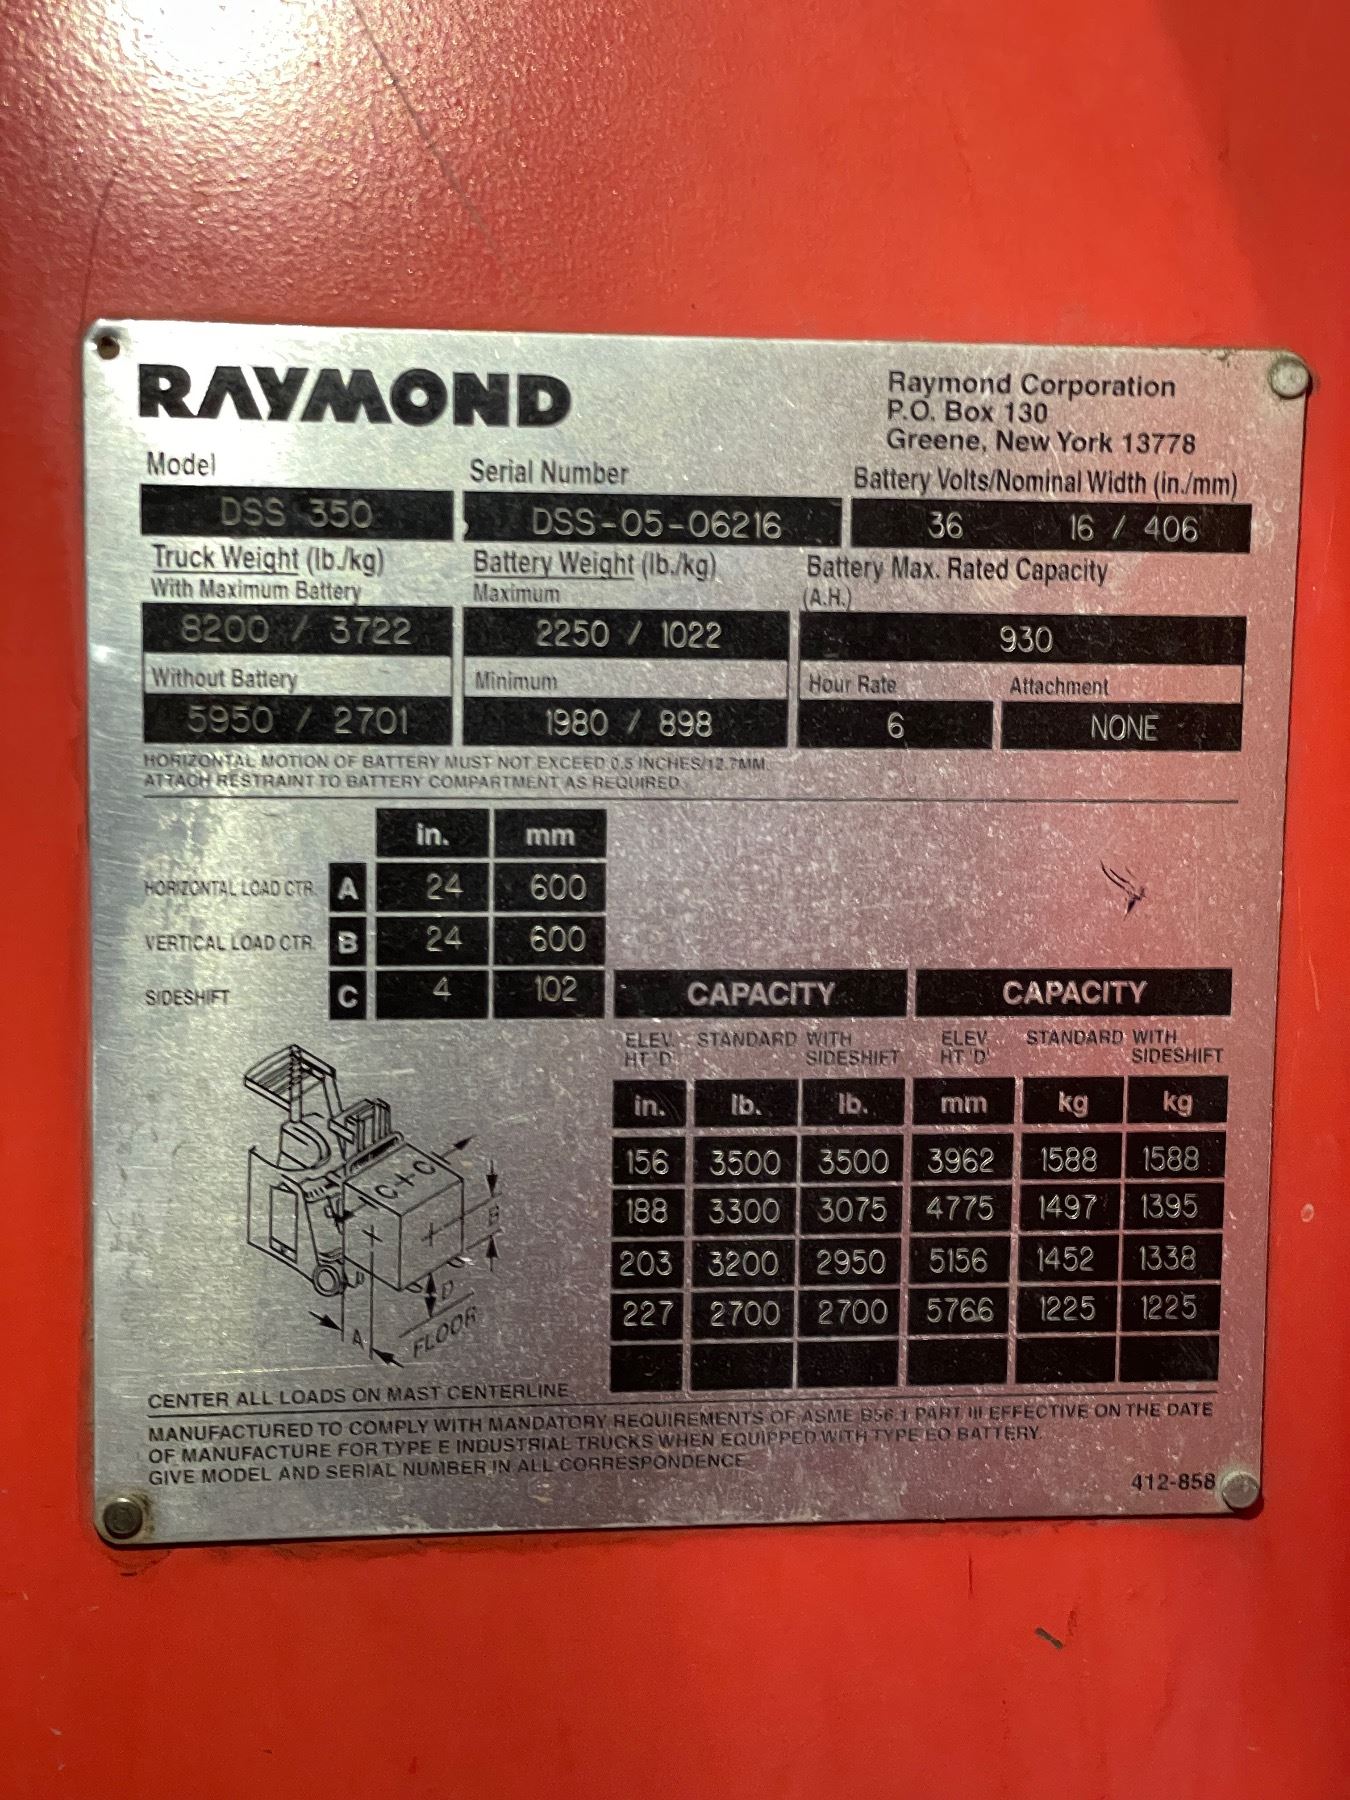 RAYMOND
Raymond Corporation
P.O. Box 130
Greene, New York 13778
Model
Serial Number
Battery Volts/Nominal Width (in./mm)
DSS 350
DSS-05-06216
36 16 / 406
Truck Weight (lb./kg)
Battery Weight (lb./kg)
Battery Max. Rated Capacity
With Maximum Battery
Maximum
(A.H.)
8200 / 3722
2250 / 1022
930
Without Battery
Minimum
Hour Rate
Attachment
5950 / 2701
1980 / 898
6
NONE
HORIZONTAL MOTION OF BATTERY MUST NOT EXCEED 0.5 INCHES/12.7MM.
ATTACH RESTRAINT TO BATTERY COMPARTMENT AS REQUIRED.
in. mm
HORIZONTAL LOAD CTR. A 24 600
VERTICAL LOAD CTR. B 24 600
SIDESHIFT C 4 102
CAPACITY CAPACITY
ELEV. STANDARD WITH ELEV. STANDARD WITH
HT 'D' SIDESHIFT HT 'D' SIDESHIFT
in. lb. lb. mm kg kg
156 3500 3500 3962 1588 1588
188 3300 3075 4775 1497 1395
203 3200 2950 5156 1452 1338
227 2700 2700 5766 1225 1225
C+C
B
D
A
FLOOR
CENTER ALL LOADS ON MAST CENTERLINE
MANUFACTURED TO COMPLY WITH MANDATORY REQUIREMENTS OF ASME B56.1 PART III EFFECTIVE ON THE DATE
OF MANUFACTURE FOR TYPE E INDUSTRIAL TRUCKS WHEN EQUIPPED WITH TYPE EO BATTERY.
GIVE MODEL AND SERIAL NUMBER IN ALL CORRESPONDENCE
412-858